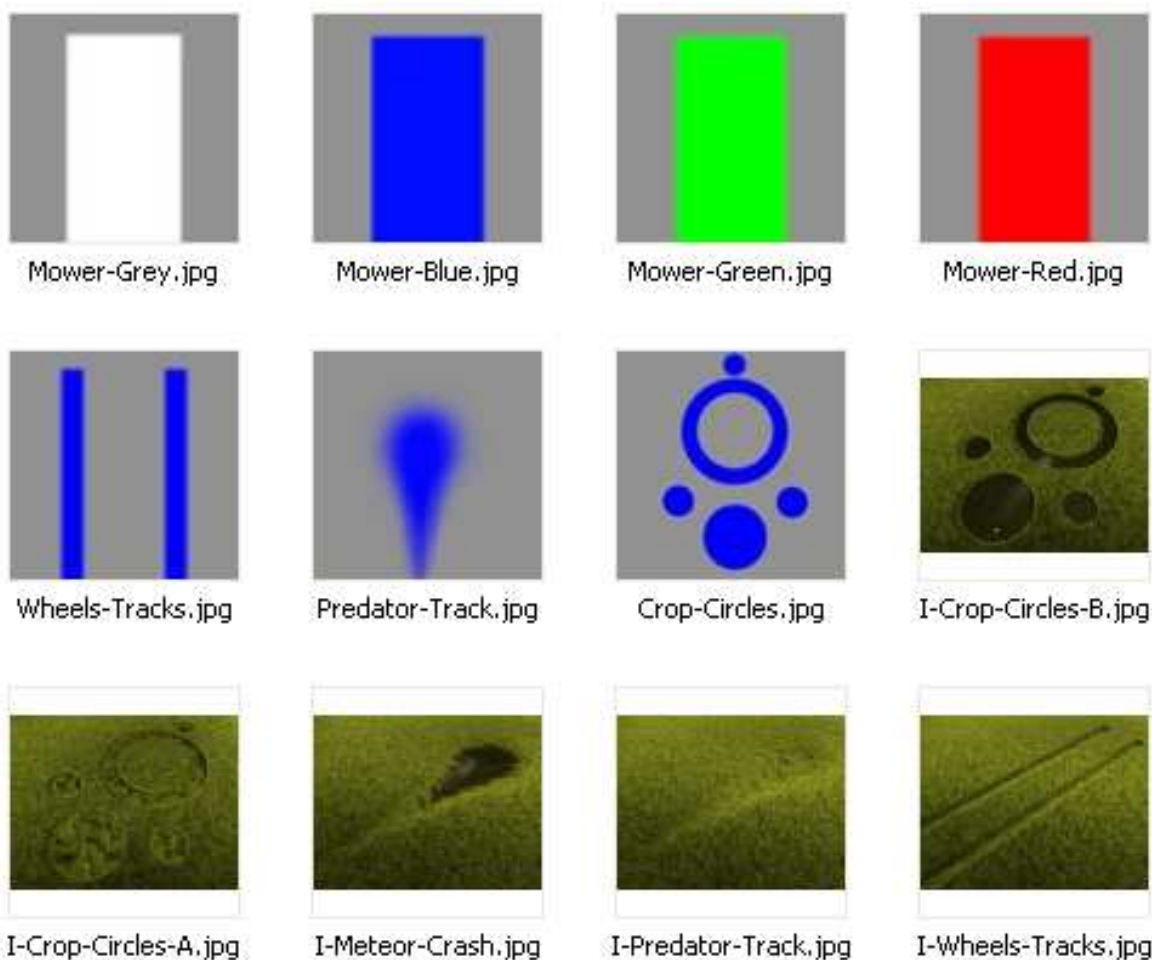 Mower-Grey.jpg
Mower-Blue.jpg
Mower-Green.jpg
Mower-Red.jpg
Wheels-Tracks.jpg
Predator-Track.jpg
Crop-Circles.jpg
I-Crop-Circles-B.jpg
I-Crop-Circles-A.jpg
I-Meteor-Crash.jpg
I-Predator-Track.jpg
I-Wheels-Tracks.jpg